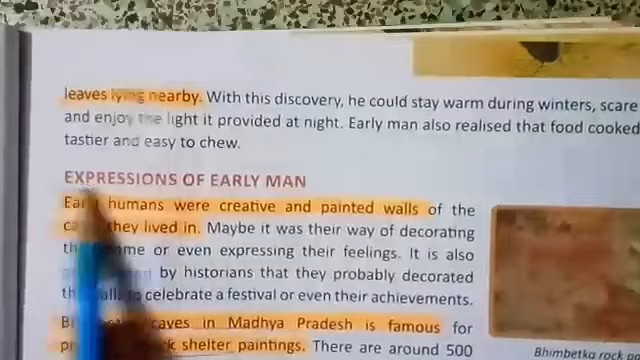 leaves lying nearby. With this discovery, he could stay warm during winters, scare
and enjoy the light it provided at night. Early man also realised that food cooked
tastier and easy to chew.
EXPRESSIONS OF EARLY MAN
Early humans were creative and painted walls of the
they lived in. Maybe it was their way of decorating
or even expressing their feelings. It is also
by historians that they probably decorated
to celebrate a festival or even their achievements.
caves in Madhya Pradesh is famous for
shelter paintings. There are around 500
Bhimbetka rock